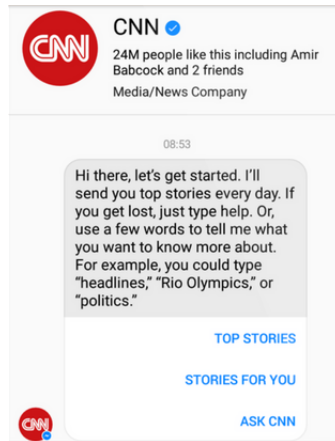 CNN
CNN
24M people like this including Amir
Babcock and 2 friends
Media/News Company
08:53
Hi there, let's get started. I'll
send you top stories every day. If
you get lost, just type help. Or,
use a few words to tell me what
you want to know more about.
For example, you could type
“headlines,” “Rio Olympics,” or
“politics.”
TOP STORIES
STORIES FOR YOU
ASK CNN
CNN